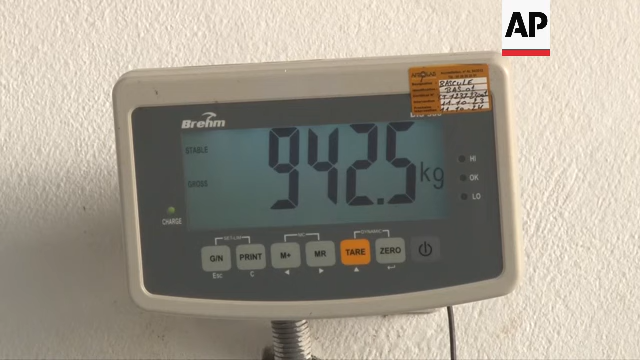 AP
BASCULE
Brehm
STABLE
GROSS
942.5 kg
HI
OK
LO
CHARGE
G/N PRINT M+ MR TARE ZERO
Esc C